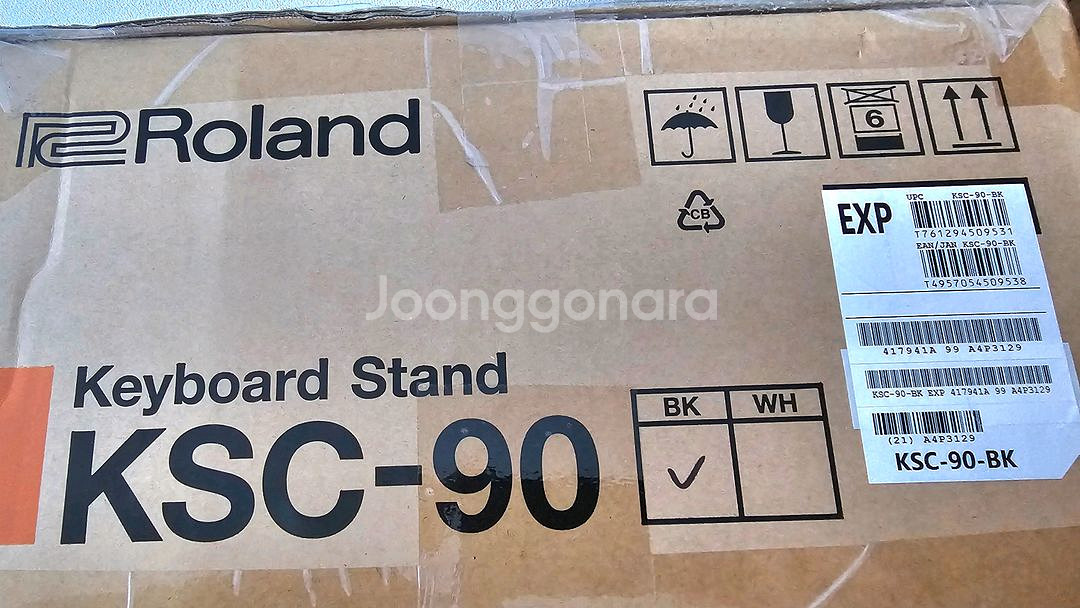 Roland
6
CB
EXP
UPC KSC-90-BK
T761294509531
EAN/JAN KSC-90-BK
T4957054509538
Joonggonara
417941A 99 A4P3129
KSC-90-BK EXP 417941A 99 A4P3129
(21) A4P3129
KSC-90-BK
Keyboard Stand
KSC-90
BK WH